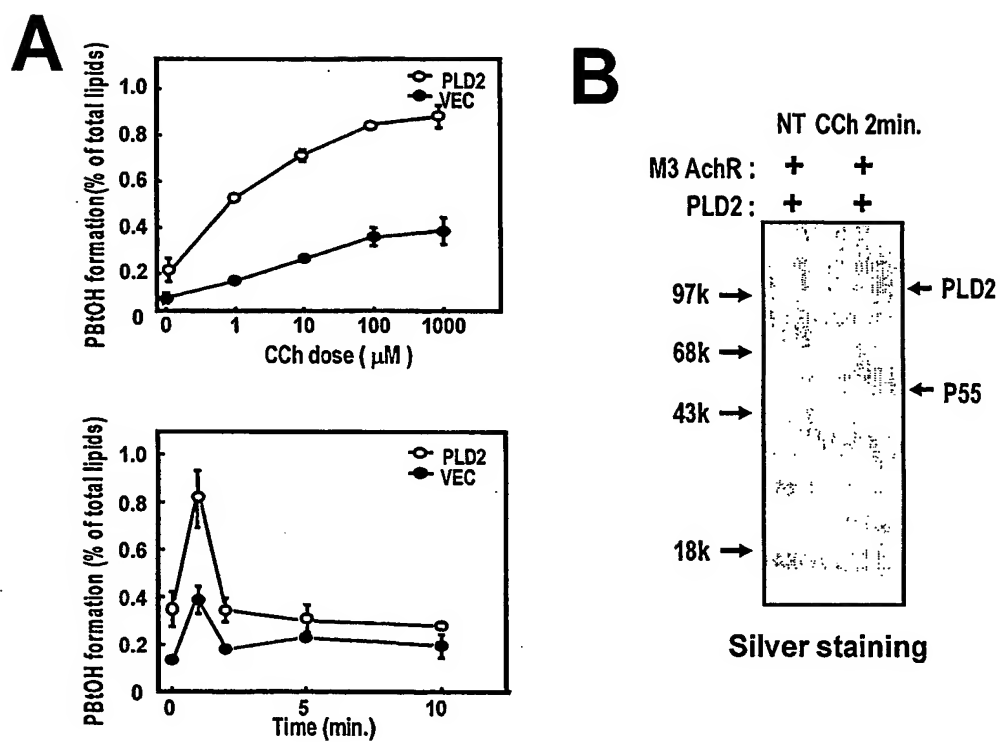 A
PBtOH formation(% of total lipids)
1.0
0.8
0.6
0.4
0.2
0
PLD2
VEC
0 1 10 100 1000
CCh dose ( μM )
PBtOH formation (% of total lipids)
1.0
0.8
0.6
0.4
0.2
0
PLD2
VEC
0 5 10
Time (min.)
B
NT CCh 2min.
M3 AchR : + +
PLD2 : + +
97k
68k
43k
18k
PLD2
P55
Silver staining